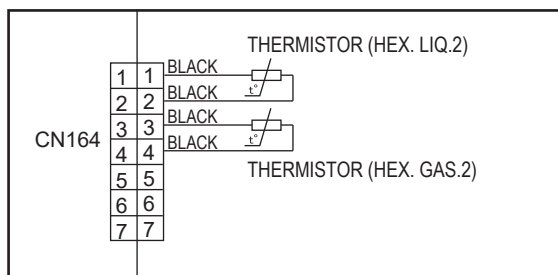 THERMISTOR (HEX. LIQ.2)
1 1 BLACK
t°
2 2 BLACK
3 3 BLACK
CN164
t°
4 4 BLACK
THERMISTOR (HEX. GAS.2)
5 5
6 6
7 7